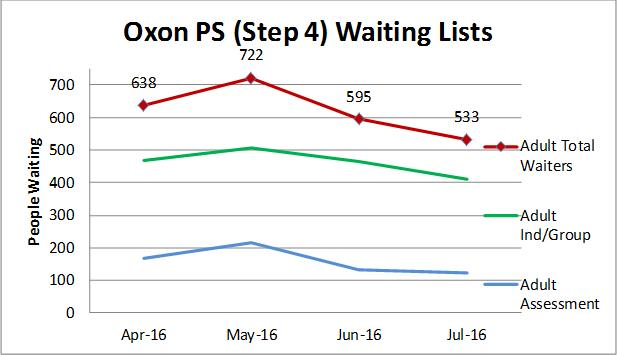 Oxon PS (Step 4) Waiting Lists
722
638
595
533
700
600
500
400
300
200
100
0
People Waiting
Apr-16 May-16 Jun-16 Jul-16
Adult Total
Waiters
Adult
Ind/Group
Adult
Assessment